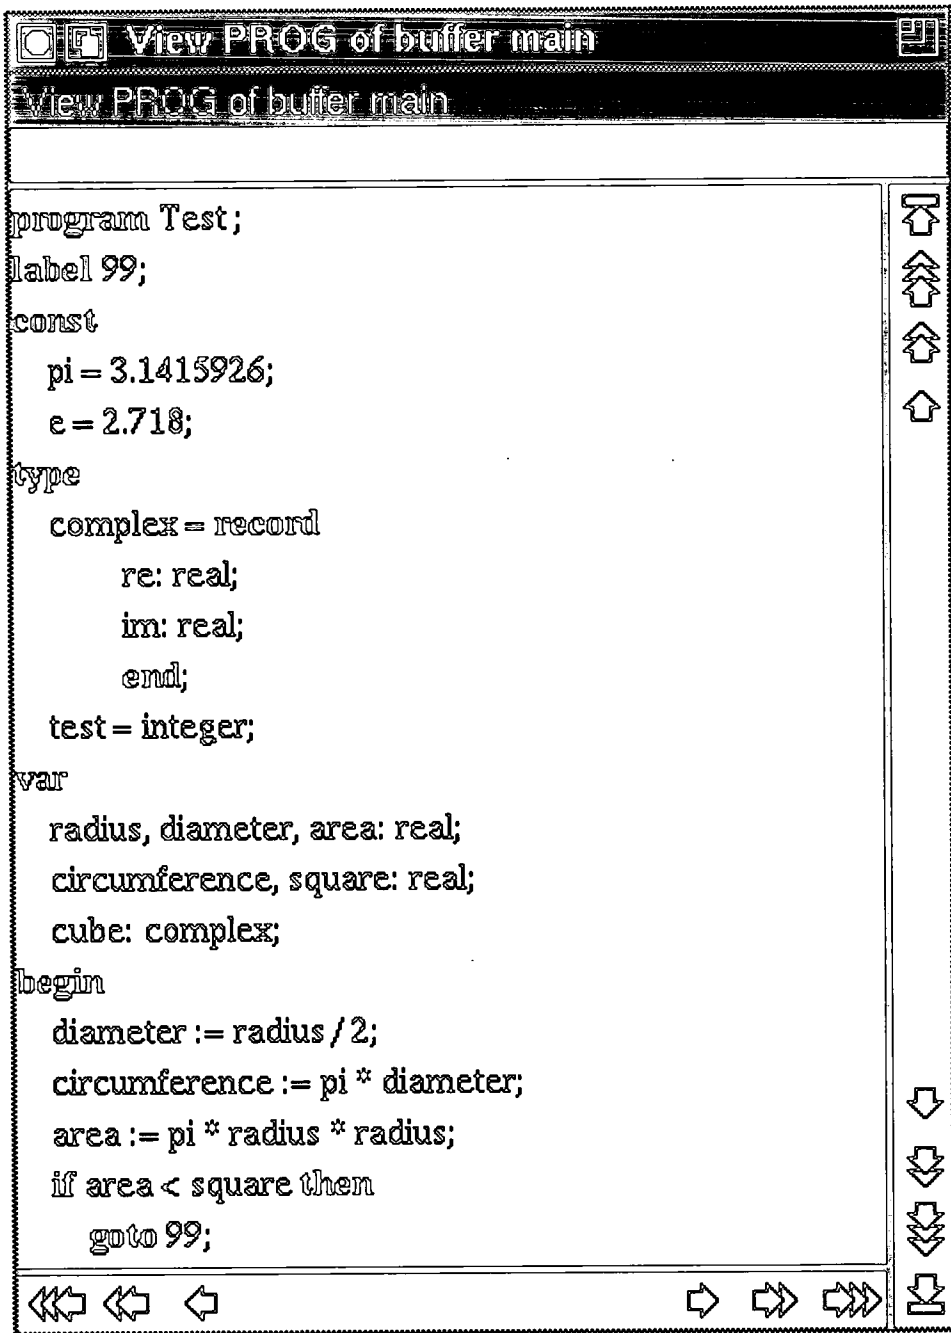 View PROG of buffer main
View PROG of buffer main
program Test;
label 99;
const
pi = 3.1415926;
e = 2.718;
type
complex = record
re: real;
im: real;
end;
test = integer;
var
radius, diameter, area: real;
circumference, square: real;
cube: complex;
begin
diameter := radius / 2;
circumference := pi * diameter;
area := pi * radius * radius;
if area < square then
goto 99;